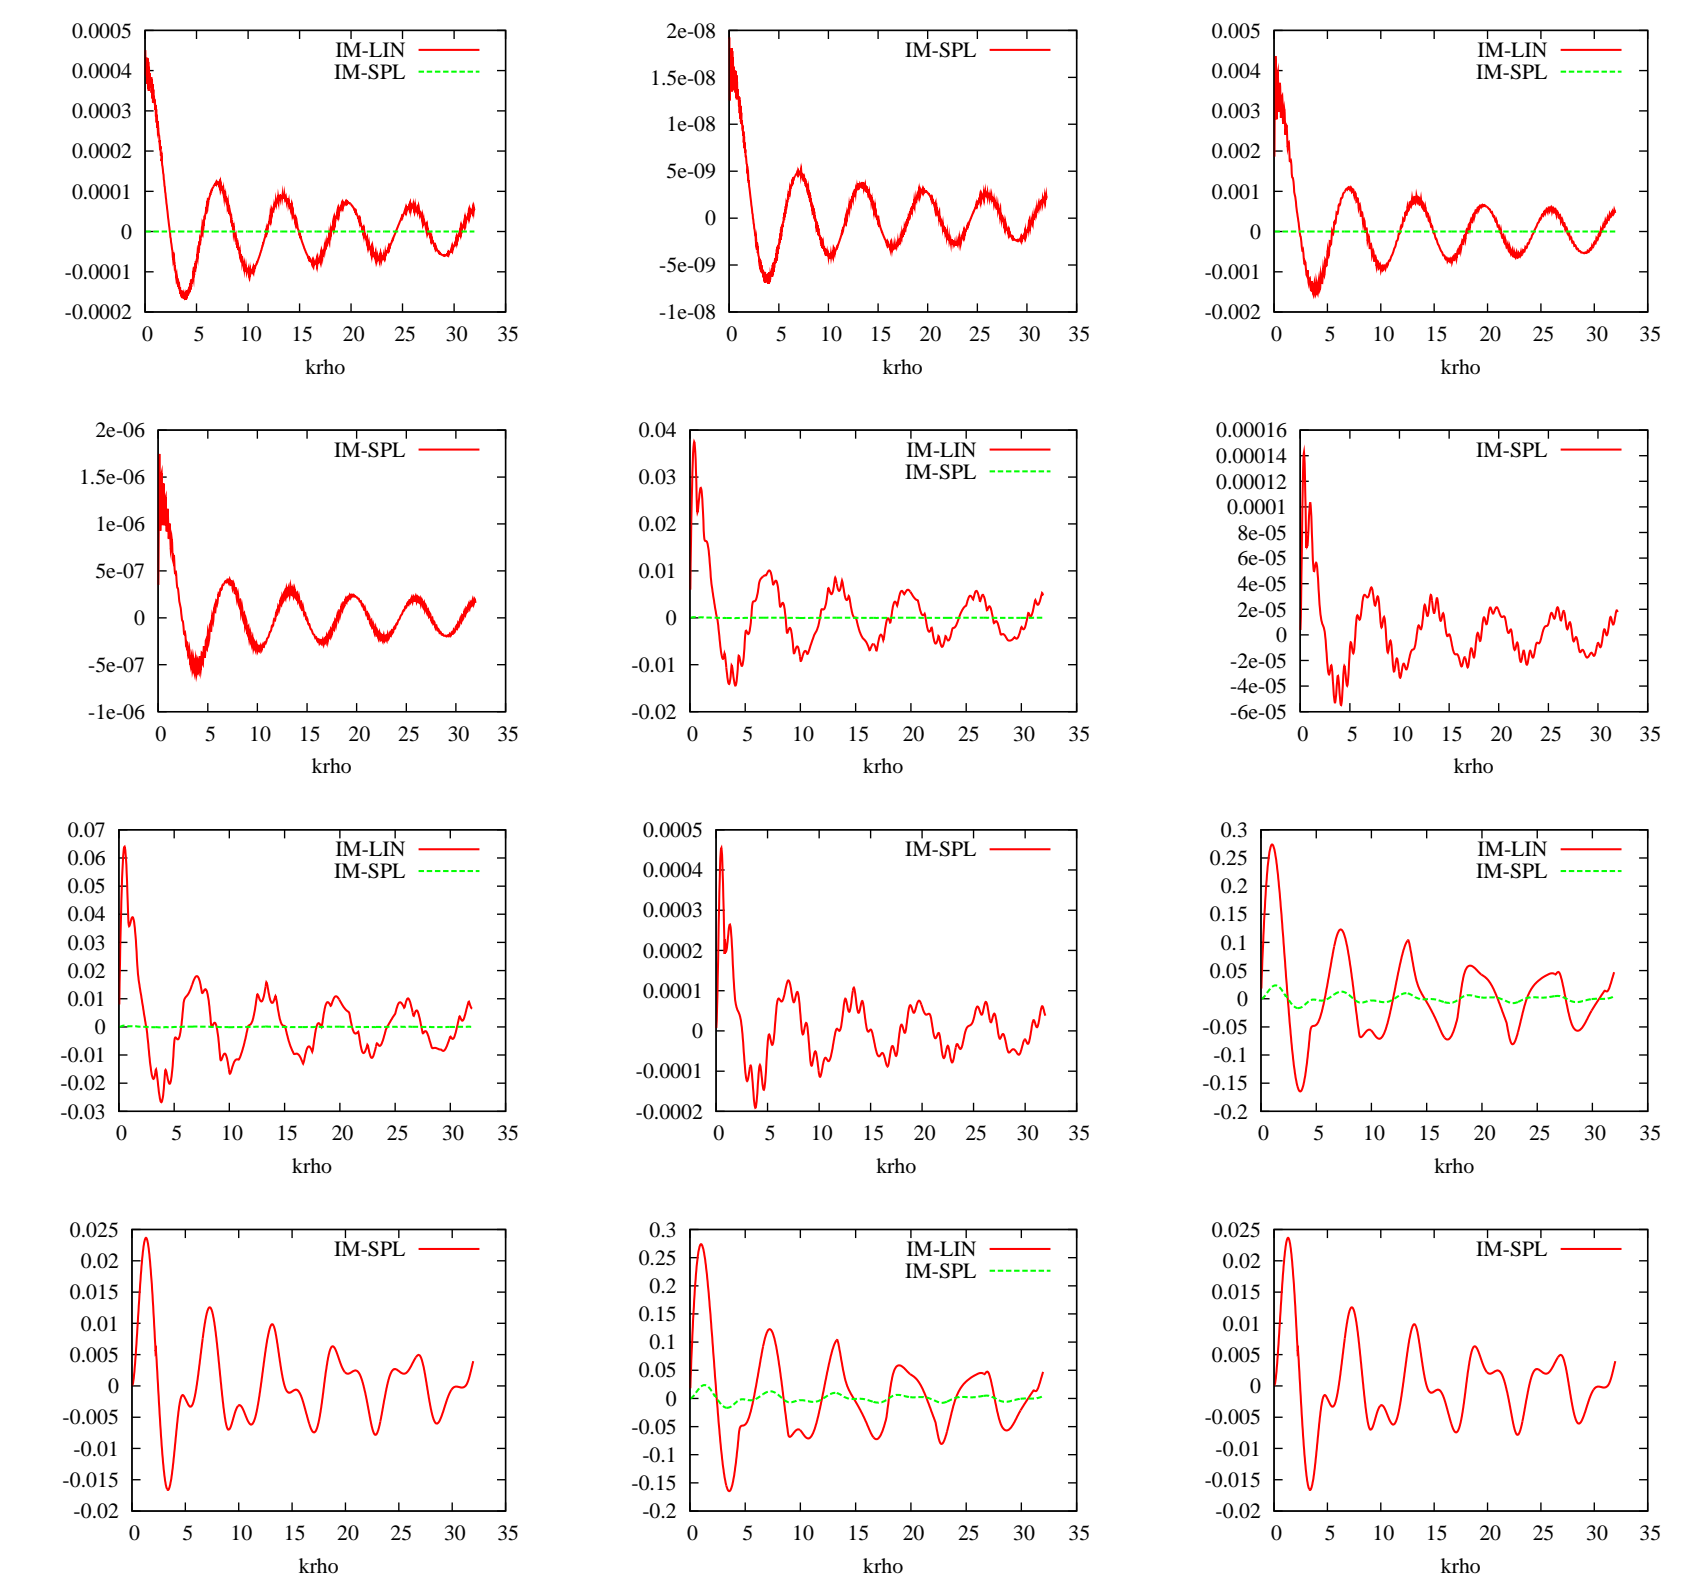 0.0005
0.0004
0.0003
0.0002
0.0001
0
-0.0001
-0.0002
0 5 10 15 20 25 30 35
krho
IM-LIN
IM-SPL
2e-08
1.5e-08
1e-08
5e-09
0
-5e-09
-1e-08
0 5 10 15 20 25 30 35
krho
IM-SPL
0.005
0.004
0.003
0.002
0.001
0
-0.001
-0.002
0 5 10 15 20 25 30 35
krho
IM-LIN
IM-SPL
2e-06
1.5e-06
1e-06
5e-07
0
-5e-07
-1e-06
0 5 10 15 20 25 30 35
krho
IM-SPL
0.04
0.03
0.02
0.01
0
-0.01
-0.02
0 5 10 15 20 25 30 35
krho
IM-LIN
IM-SPL
0.00016
0.00014
0.00012
0.0001
8e-05
6e-05
4e-05
2e-05
0
-2e-05
-4e-05
-6e-05
0 5 10 15 20 25 30 35
krho
IM-SPL
0.07
0.06
0.05
0.04
0.03
0.02
0.01
0
-0.01
-0.02
-0.03
0 5 10 15 20 25 30 35
krho
IM-LIN
IM-SPL
0.0005
0.0004
0.0003
0.0002
0.0001
0
-0.0001
-0.0002
0 5 10 15 20 25 30 35
krho
IM-SPL
0.3
0.25
0.2
0.15
0.1
0.05
0
-0.05
-0.1
-0.15
-0.2
0 5 10 15 20 25 30 35
krho
IM-LIN
IM-SPL
0.025
0.02
0.015
0.01
0.005
0
-0.005
-0.01
-0.015
-0.02
0 5 10 15 20 25 30 35
krho
IM-SPL
0.3
0.25
0.2
0.15
0.1
0.05
0
-0.05
-0.1
-0.15
-0.2
0 5 10 15 20 25 30 35
krho
IM-LIN
IM-SPL
0.025
0.02
0.015
0.01
0.005
0
-0.005
-0.01
-0.015
-0.02
0 5 10 15 20 25 30 35
krho
IM-SPL